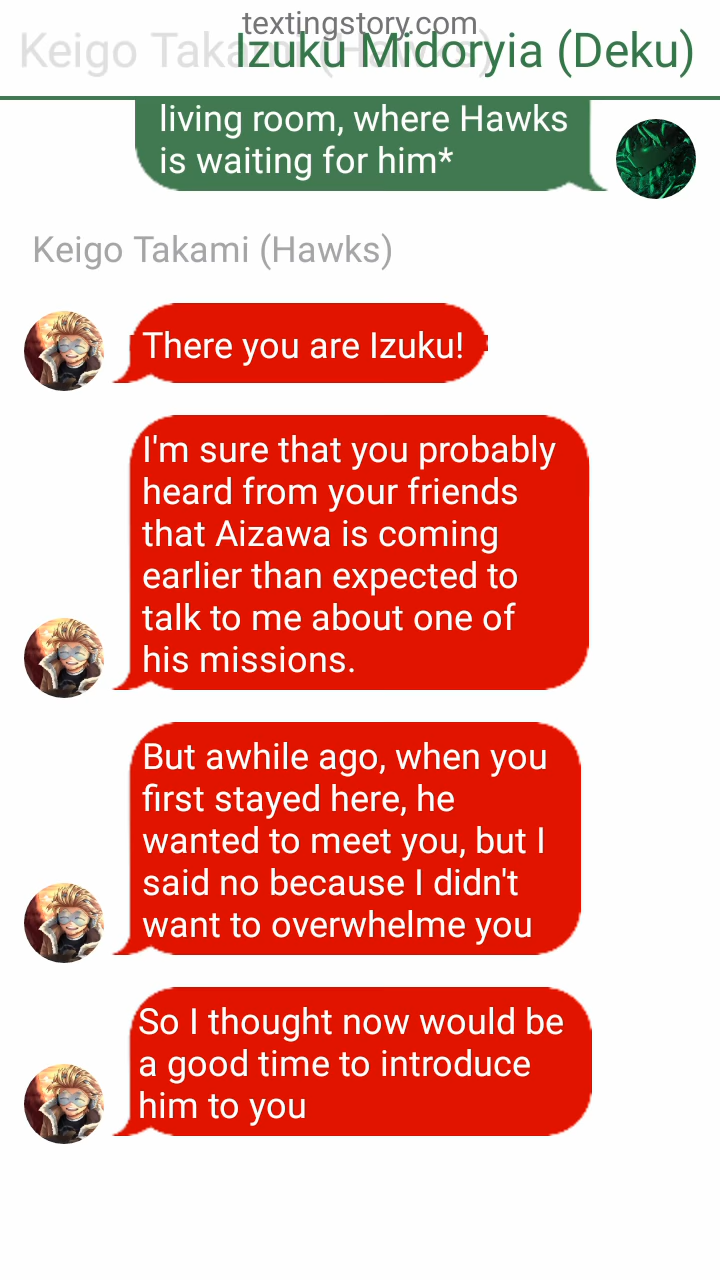 textingstory.com
Keigo Takami (Hawks)
Izuku Midoryia (Deku)
living room, where Hawks
is waiting for him*
Keigo Takami (Hawks)
There you are Izuku!
I'm sure that you probably
heard from your friends
that Aizawa is coming
earlier than expected to
talk to me about one of
his missions.
But awhile ago, when you
first stayed here, he
wanted to meet you, but I
said no because I didn't
want to overwhelme you
So I thought now would be
a good time to introduce
him to you